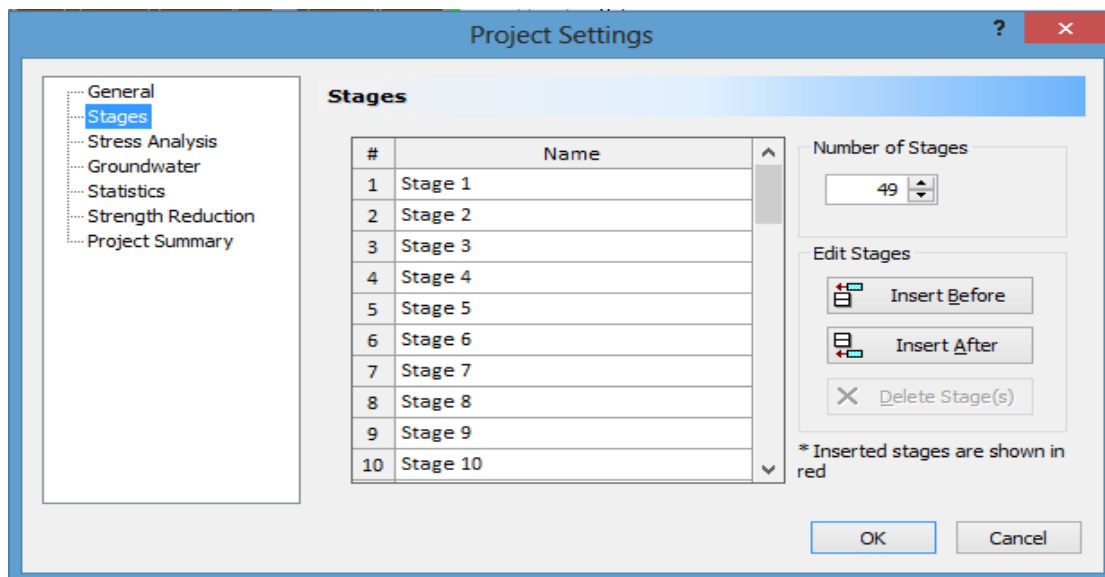 Project Settings
?
General
Stages
Stress Analysis
Groundwater
Statistics
Strength Reduction
Project Summary
Stages
# Name
1 Stage 1
2 Stage 2
3 Stage 3
4 Stage 4
5 Stage 5
6 Stage 6
7 Stage 7
8 Stage 8
9 Stage 9
10 Stage 10
Number of Stages
49
Edit Stages
Insert Before
Insert After
Delete Stage(s)
* Inserted stages are shown in
red
OK
Cancel